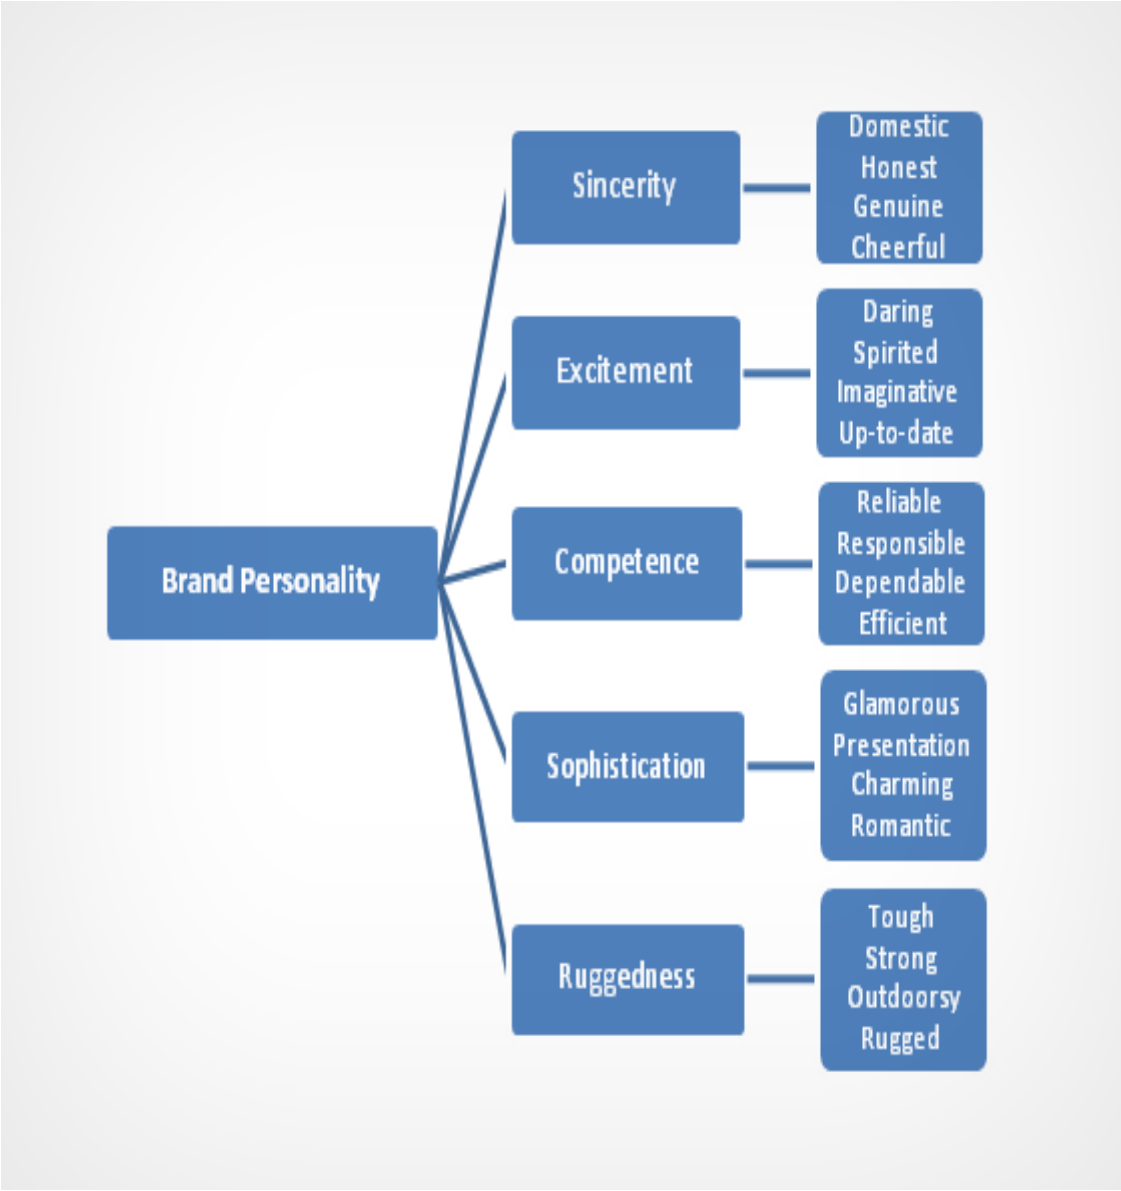 Brand Personality
Sincerity
Domestic
Honest
Genuine
Cheerful
Excitement
Daring
Spirited
Imaginative
Up-to-date
Competence
Reliable
Responsible
Dependable
Efficient
Sophistication
Glamorous
Presentation
Charming
Romantic
Ruggedness
Tough
Strong
Outdoorsy
Rugged